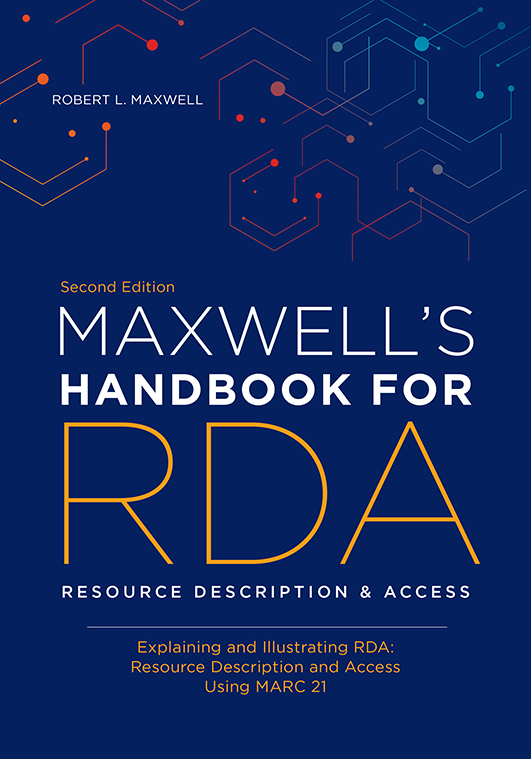 ROBERT L. MAXWELL
Second Edition
MAXWELL’S
HANDBOOK FOR
RDA
RESOURCE DESCRIPTION & ACCESS
Explaining and Illustrating RDA:
Resource Description and Access
Using MARC 21